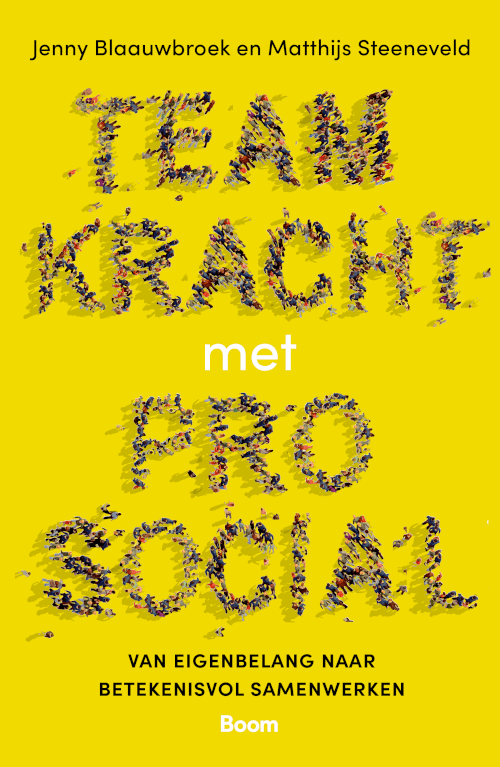 Jenny Blaauwbroek en Matthijs Steeneveld
TEAM
KRACHT
met
PRO
SOCIAL
VAN EIGENBELANG NAAR
BETEKENISVOL SAMENWERKEN
Boom